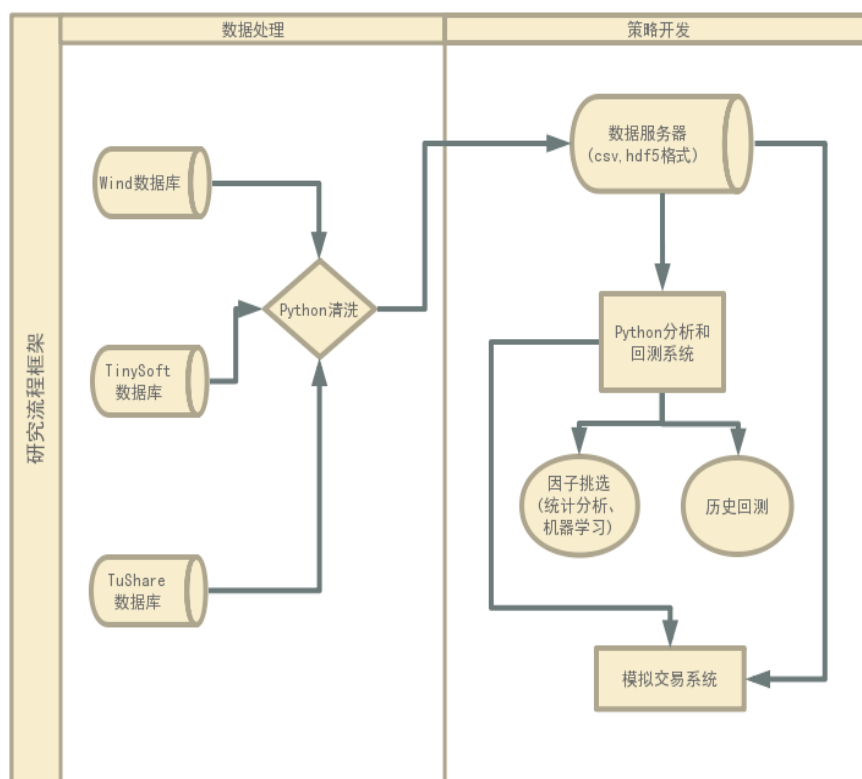 数据处理
策略开发
研究流程框架
Wind数据库
TinySoft
数据库
TuShare
数据库
Python清洗
数据服务器
(csv,hdf5格式)
Python分析和
回测系统
因子挑选
(统计分析、
机器学习)
历史回测
模拟交易系统